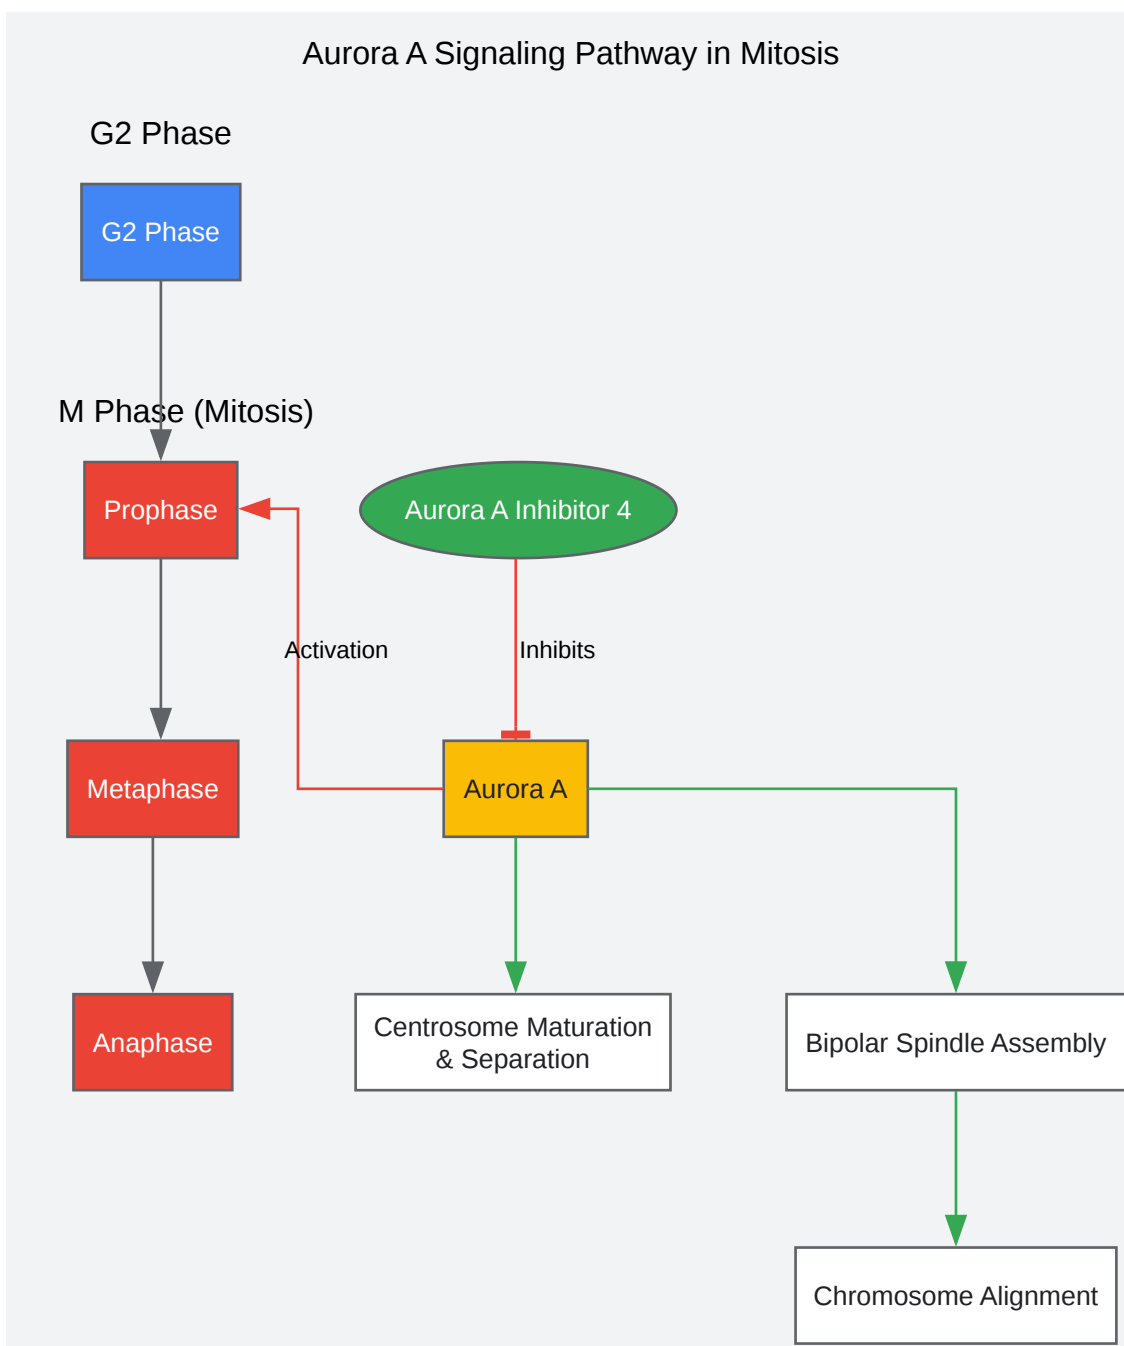 Aurora A Signaling Pathway in Mitosis
G2 Phase
G2 Phase
M Phase (Mitosis)
Prophase
Aurora A Inhibitor 4
Activation
Inhibits
Metaphase
Aurora A
Anaphase
Centrosome Maturation
& Separation
Bipolar Spindle Assembly
Chromosome Alignment